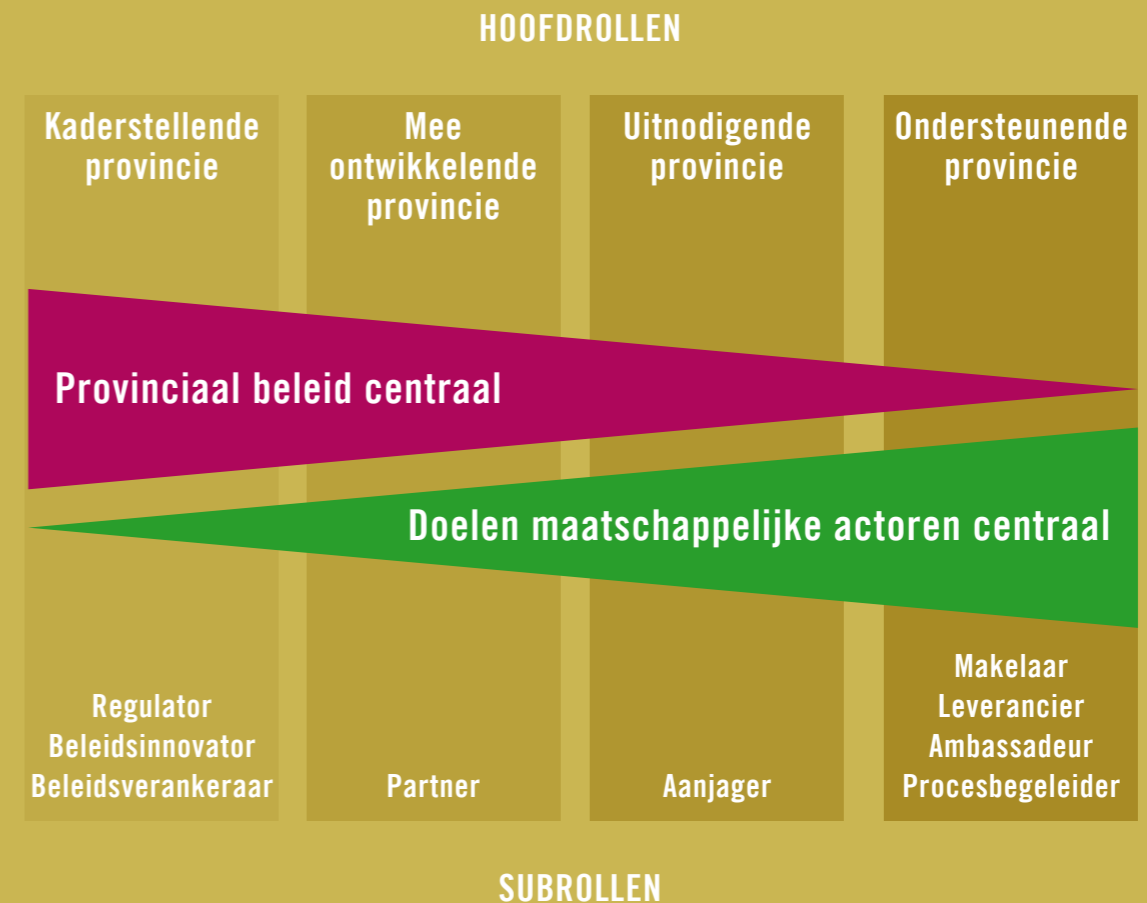 HOOFDROLLEN
Kaderstellende
provincie
Mee
ontwikkelende
provincie
Uitnodigende
provincie
Ondersteunende
provincie
Provinciaal beleid centraal
Doelen maatschappelijke actoren centraal
Regulator
Beleidsinnovator
Beleidsverankeraar
Partner
Aanjager
Makelaar
Leverancier
Ambassadeur
Procesbegeleider
SUBROLLEN